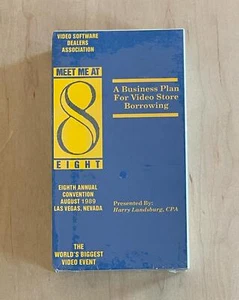 VIDEO SOFTWARE
DEALERS
ASSOCIATION
MEET ME AT
8
EIGHT
EIGHTH ANNUAL
CONVENTION
AUGUST 1989
LAS VEGAS, NEVADA
THE
WORLD'S BIGGEST
VIDEO EVENT
A Business Plan
For Video Store
Borrowing
Presented By:
Harry Landsburg, CPA